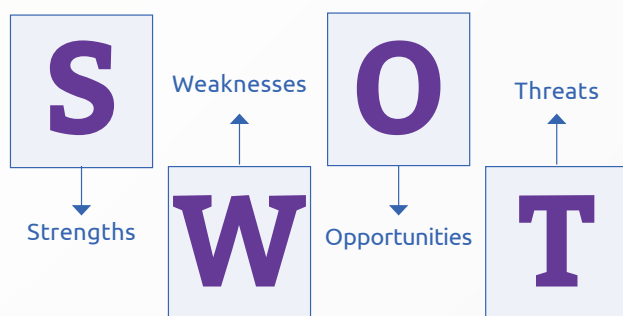 S
Strengths
W
Weaknesses
O
Opportunities
T
Threats